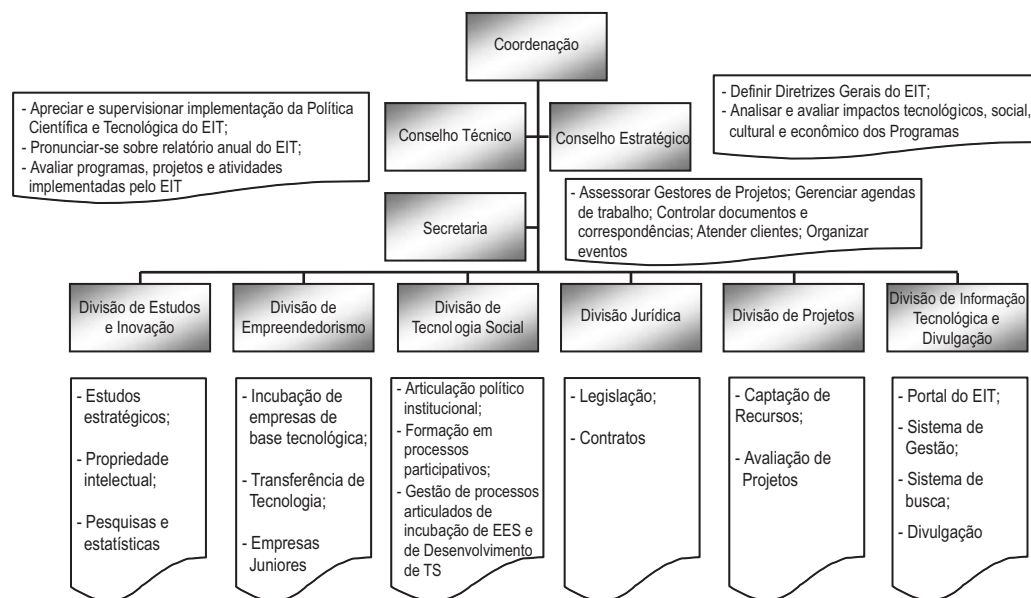 Coordenação
- Apreciar e supervisionar implementação da Política
Científica e Tecnológica do EIT;
- Pronunciar-se sobre relatório anual do EIT;
- Avaliar programas, projetos e atividades
implementadas pelo EIT
Conselho Técnico
Conselho Estratégico
- Definir Diretrizes Gerais do EIT;
- Analisar e avaliar impactos tecnológicos, social,
cultural e econômico dos Programas
Secretaria
- Assessorar Gestores de Projetos; Gerenciar agendas
de trabalho; Controlar documentos e
correspondências; Atender clientes; Organizar
eventos
Divisão de Estudos
e Inovação
Divisão de
Empreendedorismo
Divisão de
Tecnologia Social
Divisão Jurídica
Divisão de Projetos
Divisão de Informação
Tecnológica e
Divulgação
- Estudos
estratégicos;
- Propriedade
intelectual;
- Pesquisas e
estatísticas
- Incubação de
empresas de
base tecnológica;
- Transferência de
Tecnologia;
- Empresas
Juniores
- Articulação político
institucional;
- Formação em
processos
participativos;
- Gestão de processos
articulados de
incubação de EES e
de Desenvolvimento
de TS
- Legislação;
- Contratos
- Captação de
Recursos;
- Avaliação de
Projetos
- Portal do EIT;
- Sistema de
Gestão;
- Sistema de
busca;
- Divulgação